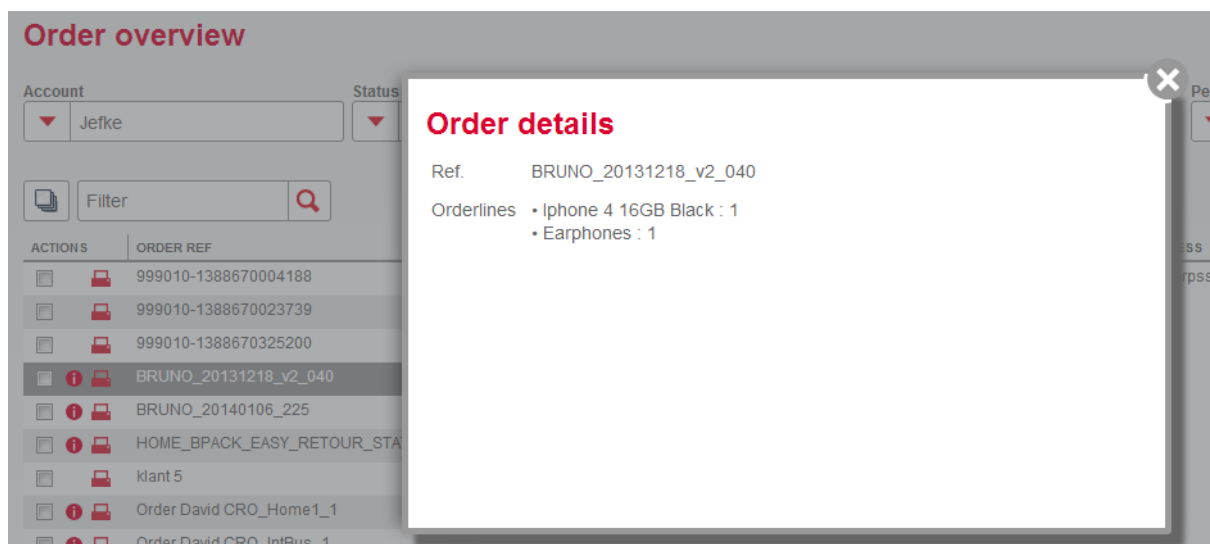 Order overview
Account
Status
Pe
Jefke
Order details
Ref. BRUNO_20131218_v2_040
Orderlines • Iphone 4 16GB Black : 1
• Earphones : 1
Filter
ACTIONS ORDER REF
ss
999010-1388670004188
rpss
999010-1388670023739
999010-1388670325200
BRUNO_20131218_v2_040
BRUNO_20140106_225
HOME_BPACK_EASY_RETOUR_STA
klant 5
Order David CRO_Home1_1
Order David CRO_IntBus_1